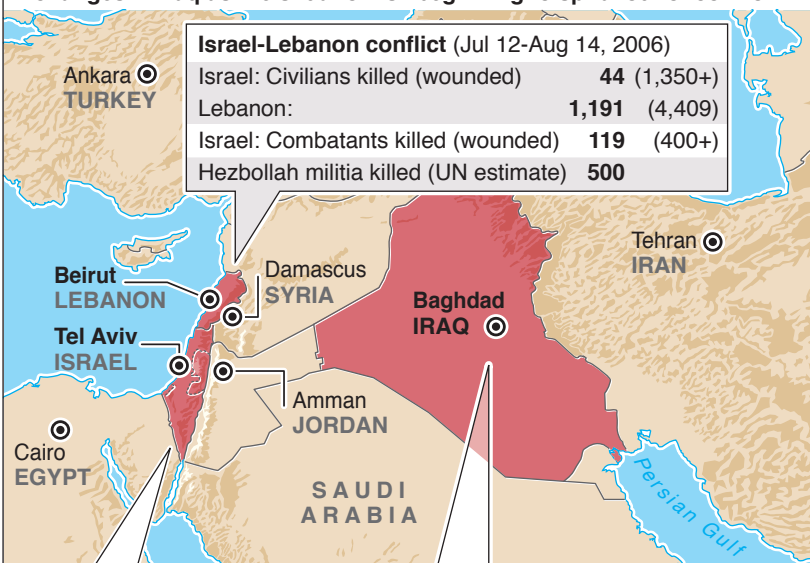 Israel-Lebanon conflict (Jul 12-Aug 14, 2006)
Israel: Civilians killed (wounded) 44 (1,350+)
Lebanon: 1,191 (4,409)
Israel: Combatants killed (wounded) 119 (400+)
Hezbollah militia killed (UN estimate) 500
Ankara
TURKEY
Tehran
IRAN
Beirut
LEBANON
Damascus
SYRIA
Baghdad
IRAQ
Tel Aviv
ISRAEL
Amman
JORDAN
Cairo
EGYPT
SAUDI
ARABIA
Persian Gulf